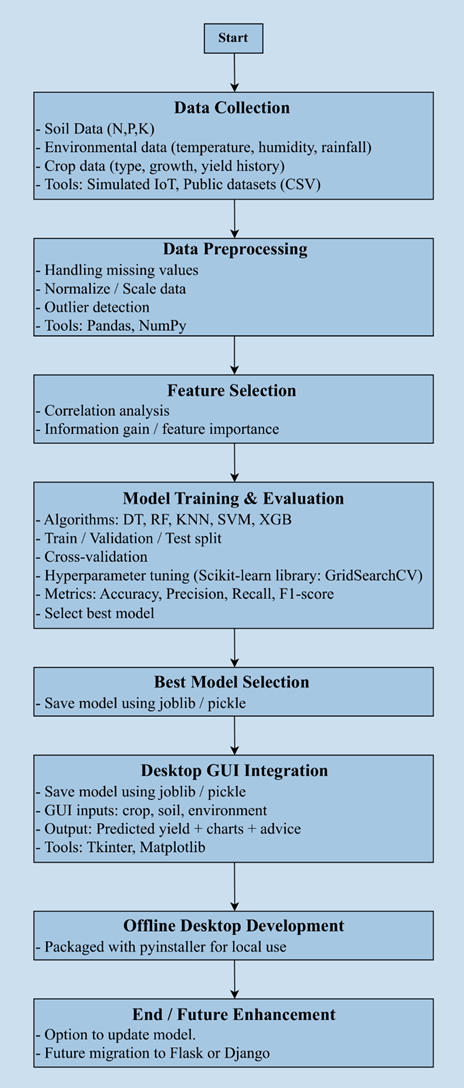 Start
Data Collection
- Soil Data (N,P,K)
- Environmental data (temperature, humidity, rainfall)
- Crop data (type, growth, yield history)
- Tools: Simulated IoT, Public datasets (CSV)
Data Preprocessing
- Handling missing values
- Normalize / Scale data
- Outlier detection
- Tools: Pandas, NumPy
Feature Selection
- Correlation analysis
- Information gain / feature importance
Model Training & Evaluation
- Algorithms: DT, RF, KNN, SVM, XGB
- Train / Validation / Test split
- Cross-validation
- Hyperparameter tuning (Scikit-learn library: GridSearchCV)
- Metrics: Accuracy, Precision, Recall, F1-score
- Select best model
Best Model Selection
- Save model using joblib / pickle
Desktop GUI Integration
- Save model using joblib / pickle
- GUI inputs: crop, soil, environment
- Output: Predicted yield + charts + advice
- Tools: Tkinter, Matplotlib
Offline Desktop Development
- Packaged with pyinstaller for local use
End / Future Enhancement
- Option to update model.
- Future migration to Flask or Django